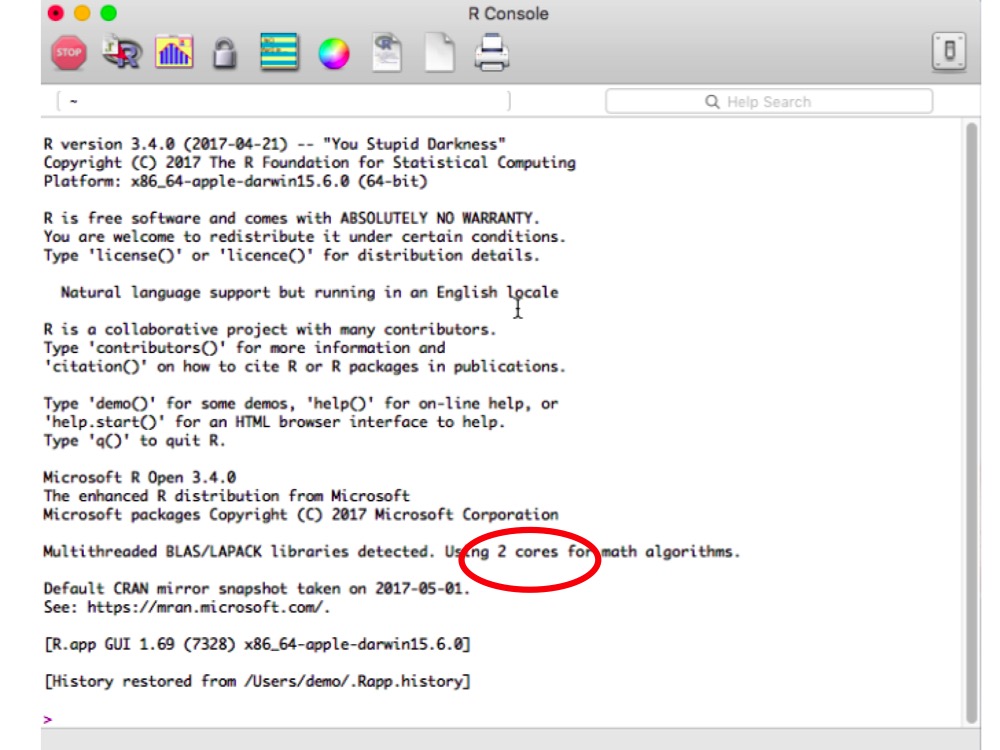 R Console
STOP
~
Help Search
R version 3.4.0 (2017-04-21) -- "You Stupid Darkness"
Copyright (C) 2017 The R Foundation for Statistical Computing
Platform: x86_64-apple-darwin15.6.0 (64-bit)
R is free software and comes with ABSOLUTELY NO WARRANTY.
You are welcome to redistribute it under certain conditions.
Type 'license()' or 'licence()' for distribution details.
Natural language support but running in an English locale
R is a collaborative project with many contributors.
Type 'contributors()' for more information and
'citation()' on how to cite R or R packages in publications.
Type 'demo()' for some demos, 'help()' for on-line help, or
'help.start()' for an HTML browser interface to help.
Type 'q()' to quit R.
Microsoft R Open 3.4.0
The enhanced R distribution from Microsoft
Microsoft packages Copyright (C) 2017 Microsoft Corporation
Multithreaded BLAS/LAPACK libraries detected. Using 2 cores for math algorithms.
Default CRAN mirror snapshot taken on 2017-05-01.
See: https://mran.microsoft.com/.
[R.app GUI 1.69 (7328) x86_64-apple-darwin15.6.0]
[History restored from /Users/demo/.Rapp.history]
>